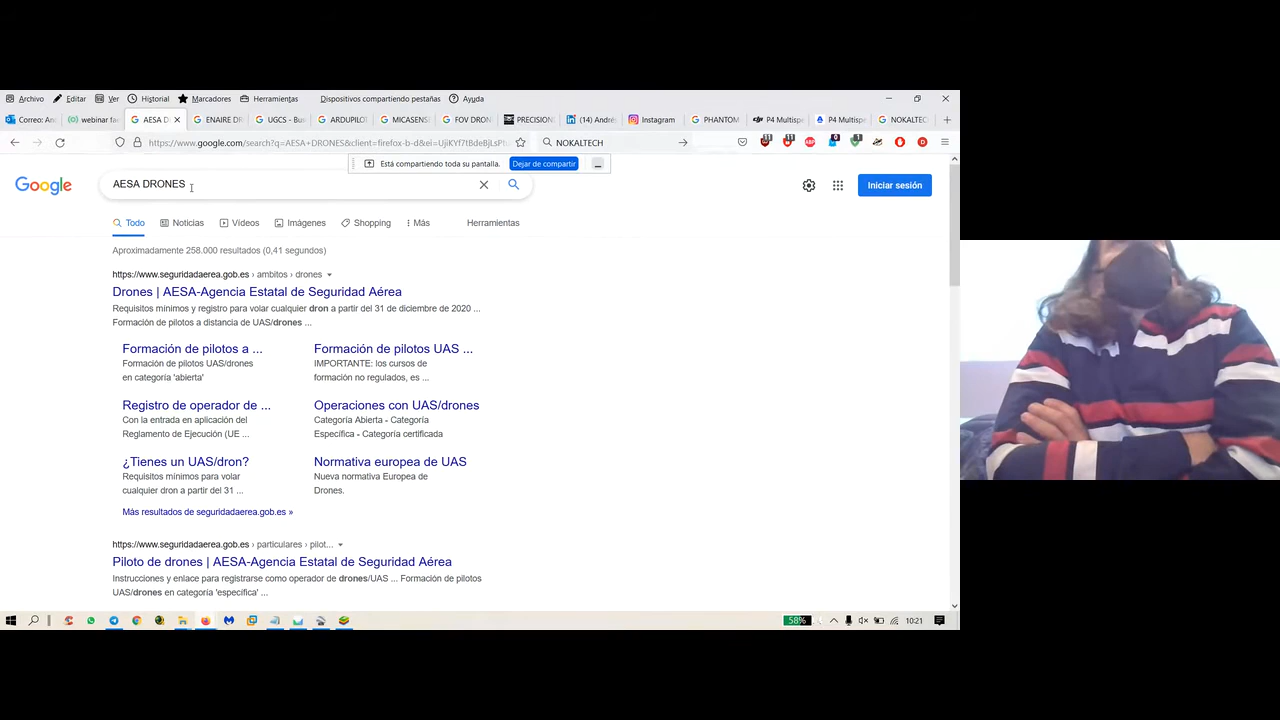 Archivo Editar Ver Historial Marcadores Herramientas Dispositivos compartiendo pestañas Ayuda
Correo: An webinar fa AESA D ENAIRE DR UGCS - Bu ARDUPILO MICASENS FOV DRON PRECISION (14) Andrés Instagram PHANTOM P4 Multispe P4 Multispe NOKALTEC
https://www.google.com/search?q=AESA+DRONES&client=firefox-b-d&ei= NOKALTECH
Está compartiendo toda su pantalla. Dejar de compartir
Google AESA DRONES Iniciar sesión
Todo Noticias Vídeos Imágenes Shopping Más Herramientas
Aproximadamente 258.000 resultados (0,41 segundos)
https://www.seguridadaerea.gob.es › ambitos › drones
Drones | AESA-Agencia Estatal de Seguridad Aérea
Requisitos mínimos y registro para volar cualquier dron a partir del 31 de diciembre de 2020 ...
Formación de pilotos a distancia de UAS/drones ...
Formación de pilotos a ...
Formación de pilotos UAS/drones
en categoría 'abierta'
Formación de pilotos UAS ...
IMPORTANTE: los cursos de
formación no regulados, es ...
Registro de operador de ...
Con la entrada en aplicación del
Reglamento de Ejecución (UE ...
Operaciones con UAS/drones
Categoría Abierta - Categoría
Específica - Categoría certificada
¿Tienes un UAS/dron?
Requisitos mínimos para volar
cualquier dron a partir del 31 ...
Normativa europea de UAS
Nueva normativa Europea de
Drones.
Más resultados de seguridadaerea.gob.es »
https://www.seguridadaerea.gob.es › particulares › pilot...
Piloto de drones | AESA-Agencia Estatal de Seguridad Aérea
Instrucciones y enlace para registrarse como operador de drones/UAS ... Formación de pilotos
UAS/drones en categoría 'específica' ...
58% 10:21